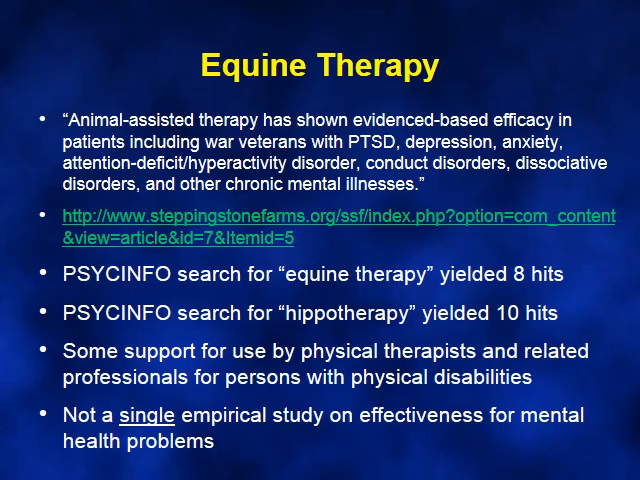 Equine Therapy
• “Animal-assisted therapy has shown evidenced-based efficacy in
patients including war veterans with PTSD, depression, anxiety,
attention-deficit/hyperactivity disorder, conduct disorders, dissociative
disorders, and other chronic mental illnesses.”
• http://www.steppingstonefarms.org/ssf/index.php?option=com_content
&view=article&id=7&Itemid=5
• PSYCINFO search for “equine therapy” yielded 8 hits
• PSYCINFO search for “hippotherapy” yielded 10 hits
• Some support for use by physical therapists and related
professionals for persons with physical disabilities
• Not a single empirical study on effectiveness for mental
health problems